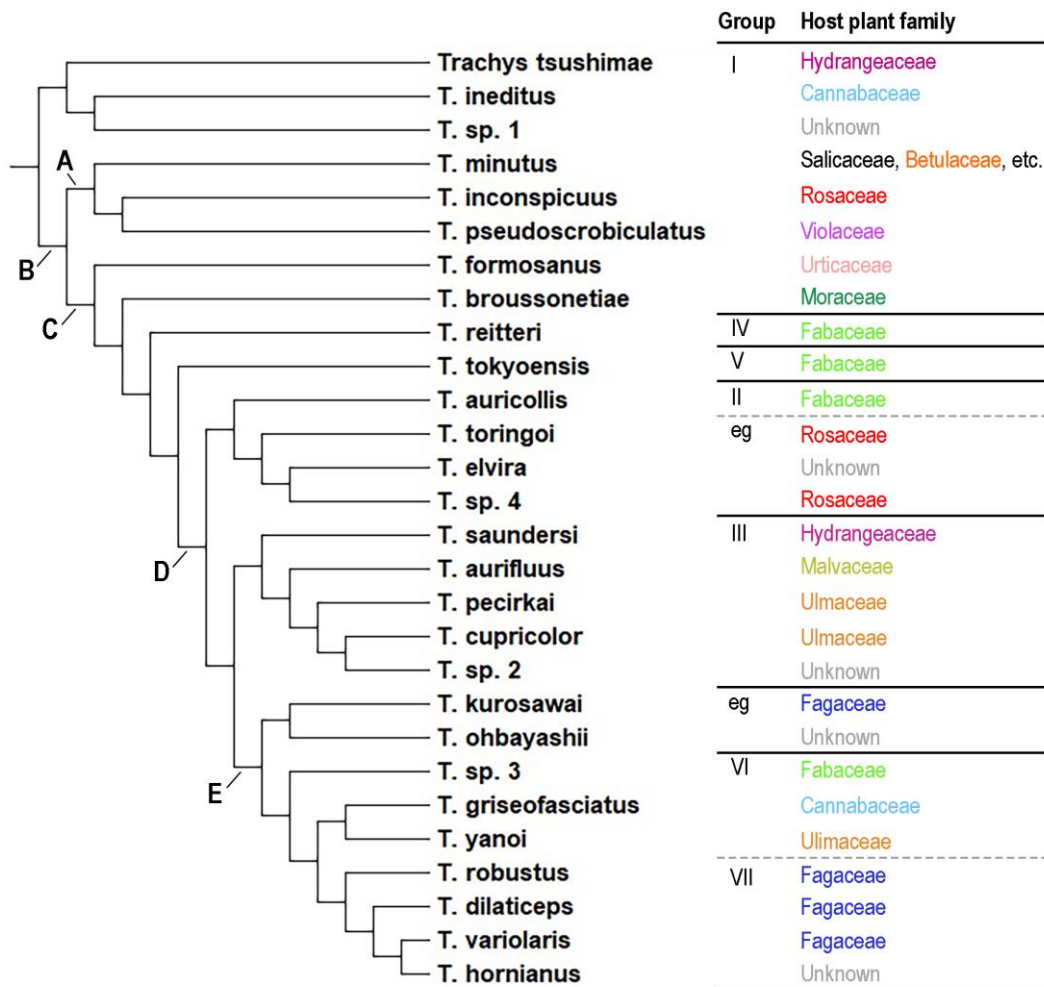 Group Host plant family
Trachys tsushimae I Hydrangeaceae
T. ineditus Cannabaceae
T. sp. 1 Unknown
A T. minutus Salicaceae, Betulaceae, etc.
T. inconspicuus Rosaceae
T. pseudoscrobiculatus Violaceae
B T. formosanus Urticaceae
C T. broussonetiae Moraceae
T. reitteri IV Fabaceae
T. tokyoensis V Fabaceae
T. auricollis II Fabaceae
T. toringoi eg Rosaceae
T. elvira Unknown
T. sp. 4 Rosaceae
T. saundersi III Hydrangeaceae
D T. aurifluus Malvaceae
T. pecirkai Ulmaceae
T. cupricolor Ulmaceae
T. sp. 2 Unknown
T. kurosawai eg Fagaceae
T. ohbayashii Unknown
E T. sp. 3 VI Fabaceae
T. griseofasciatus Cannabaceae
T. yanoi Ulimaceae
T. robustus VII Fagaceae
T. dilaticeps Fagaceae
T. variolaris Fagaceae
T. hornianus Unknown